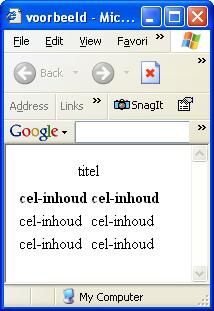 voorbeeld - Mic...
File Edit View Favori »
Back »
Address Links » SnagIt
Google »
titel
cel-inhoud cel-inhoud
cel-inhoud cel-inhoud
cel-inhoud cel-inhoud
My Computer